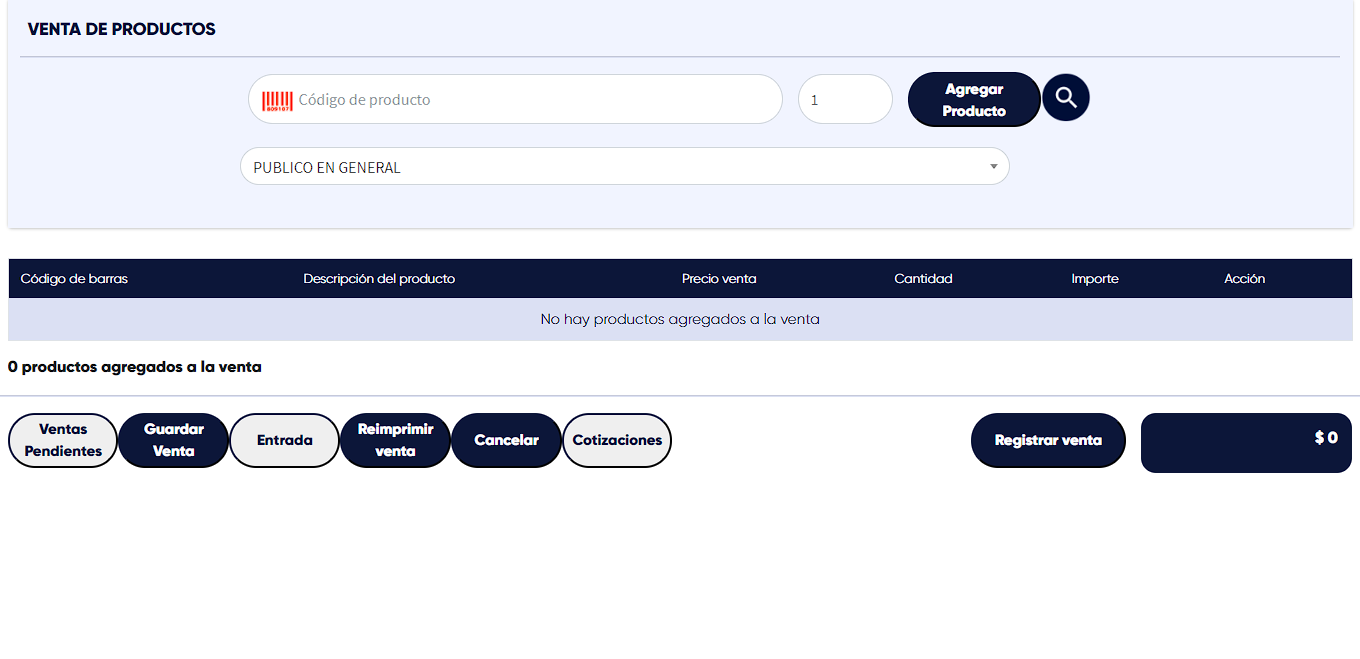 VENTA DE PRODUCTOS
809187 Código de producto 1 Agregar Producto
PUBLICO EN GENERAL
Código de barras Descripción del producto Precio venta Cantidad Importe Acción
No hay productos agregados a la venta
0 productos agregados a la venta
Ventas Pendientes Guardar Venta Entrada Reimprimir venta Cancelar Cotizaciones Registrar venta $ 0